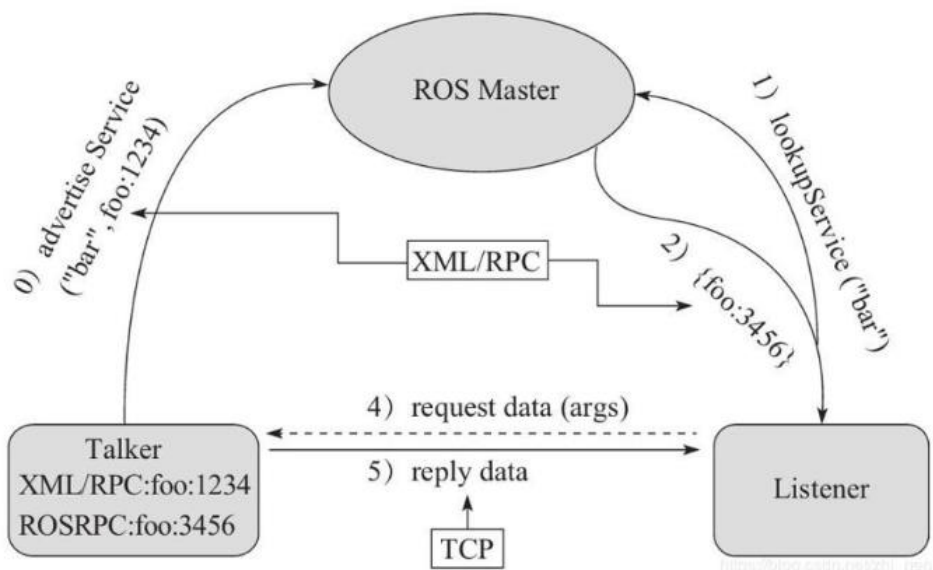 ROS Master
0）advertise Service
("bar",foo:1234)
1）lookupService ("bar")
2）{foo:3456}
XML/RPC
4）request data (args)
5）reply data
TCP
Talker
XML/RPC:foo:1234
ROSRPC:foo:3456
Listener